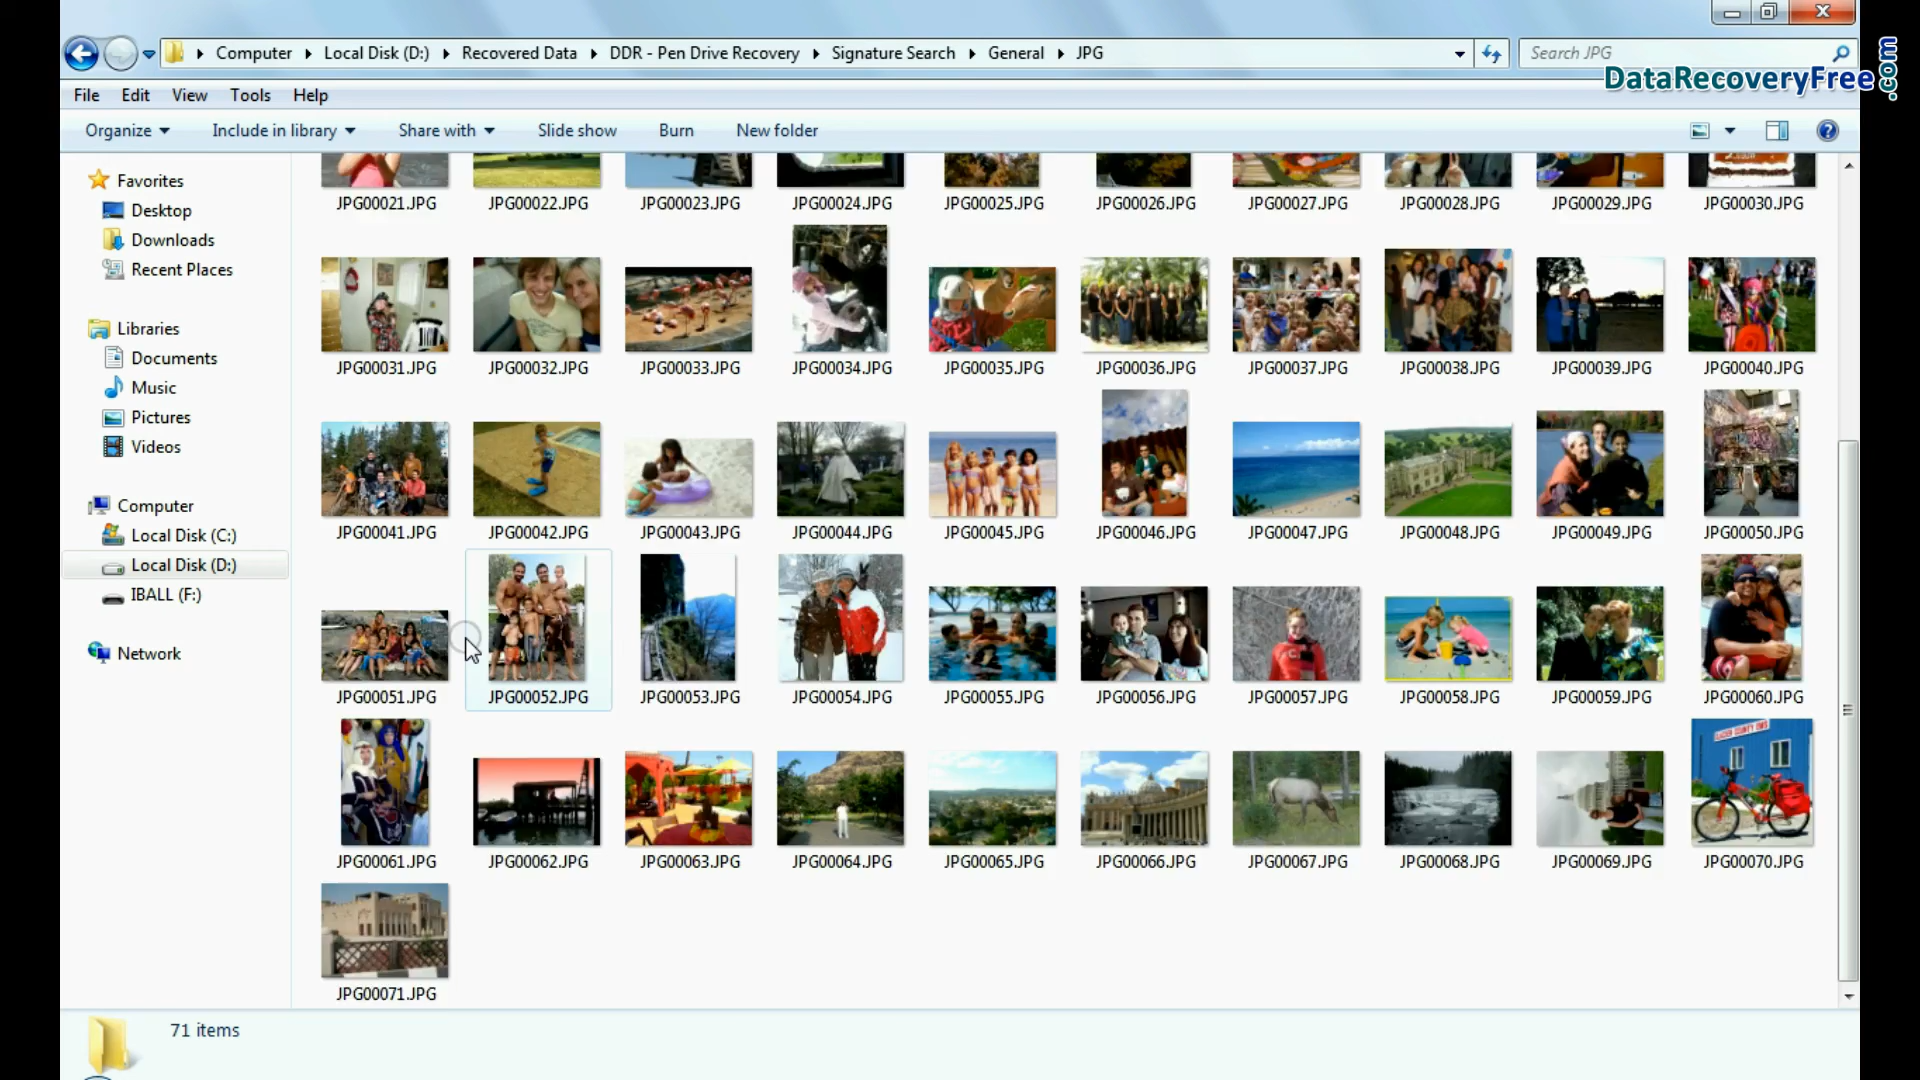 Computer Local Disk (D:) Recovered Data DDR - Pen Drive Recovery Signature Search General JPG
Search JPG
DataRecoveryFree.com
File Edit View Tools Help
Organize Include in library Share with Slide show Burn New folder
Favorites
Desktop
Downloads
Recent Places
Libraries
Documents
Music
Pictures
Videos
Computer
Local Disk (C:)
Local Disk (D:)
IBALL (F:)
Network
JPG00021.JPG JPG00022.JPG JPG00023.JPG JPG00024.JPG JPG00025.JPG JPG00026.JPG JPG00027.JPG JPG00028.JPG JPG00029.JPG JPG00030.JPG
JPG00031.JPG JPG00032.JPG JPG00033.JPG JPG00034.JPG JPG00035.JPG JPG00036.JPG JPG00037.JPG JPG00038.JPG JPG00039.JPG JPG00040.JPG
JPG00041.JPG JPG00042.JPG JPG00043.JPG JPG00044.JPG JPG00045.JPG JPG00046.JPG JPG00047.JPG JPG00048.JPG JPG00049.JPG JPG00050.JPG
JPG00051.JPG JPG00052.JPG JPG00053.JPG JPG00054.JPG JPG00055.JPG JPG00056.JPG JPG00057.JPG JPG00058.JPG JPG00059.JPG JPG00060.JPG
JPG00061.JPG JPG00062.JPG JPG00063.JPG JPG00064.JPG JPG00065.JPG JPG00066.JPG JPG00067.JPG JPG00068.JPG JPG00069.JPG JPG00070.JPG
JPG00071.JPG
71 items